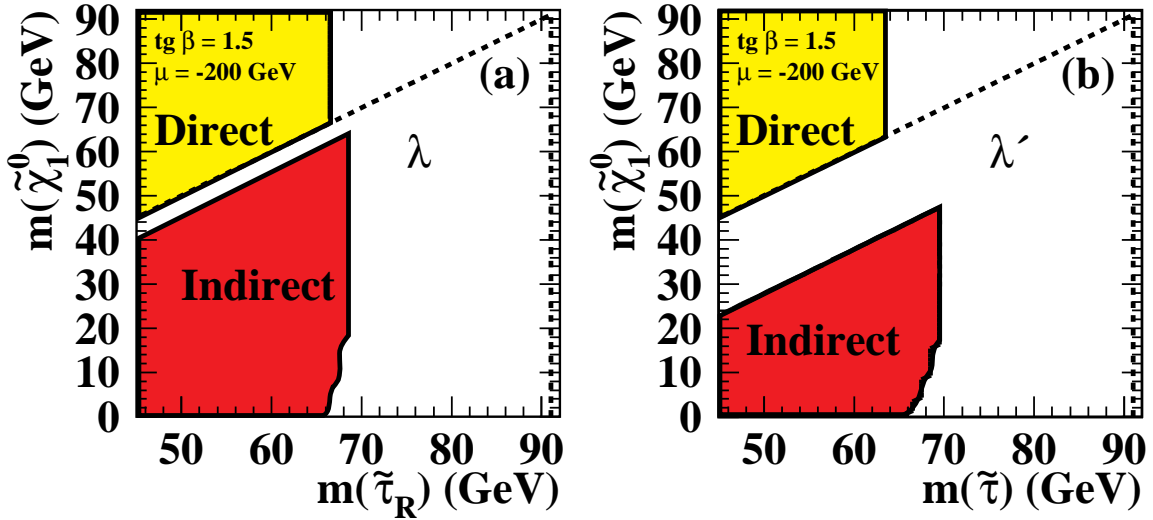 m(χ̃₁⁰) (GeV)
90
80
70
60
50
40
30
20
10
0
tg β = 1.5
μ = -200 GeV
(a)
Direct
λ
Indirect
50 60 70 80 90
m(τ̃_R) (GeV)
m(χ̃₁⁰) (GeV)
90
80
70
60
50
40
30
20
10
0
tg β = 1.5
μ = -200 GeV
(b)
Direct
λ´
Indirect
50 60 70 80 90
m(τ̃) (GeV)